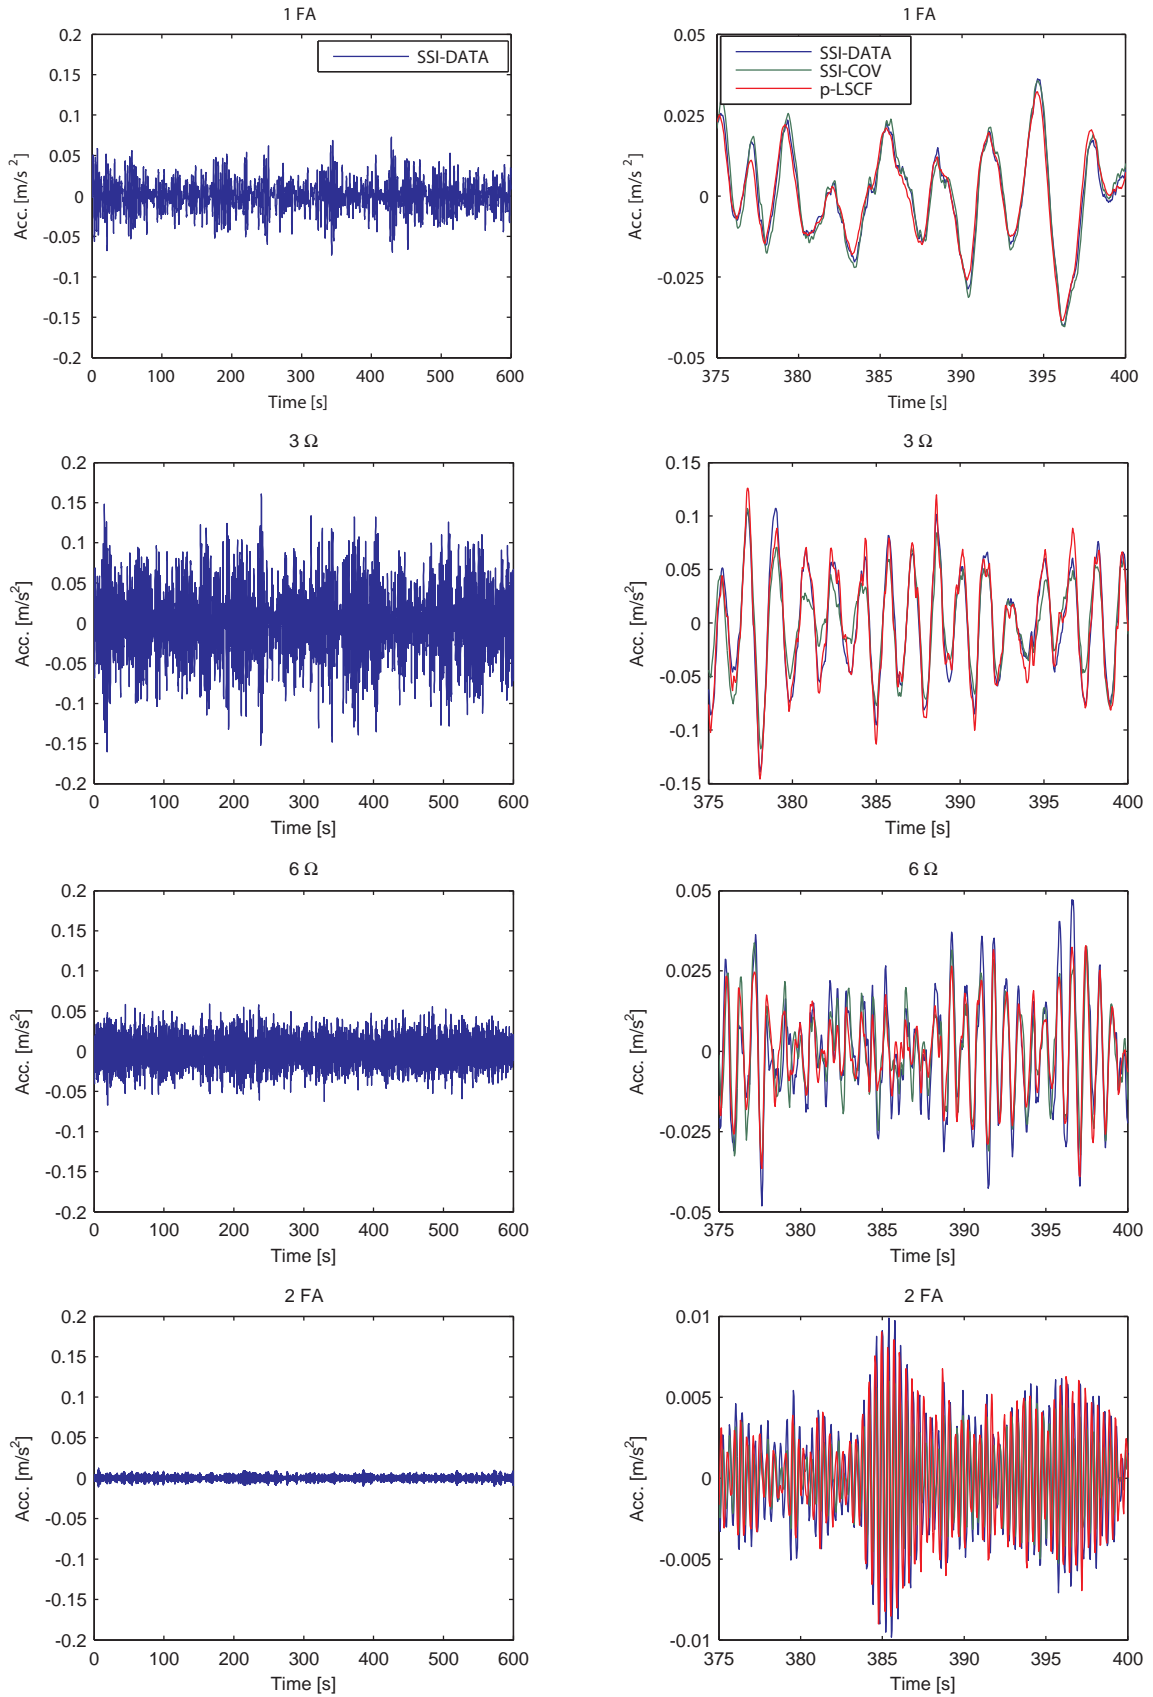 1 FA
0.2
0.15
0.1
0.05
0
-0.05
-0.1
-0.15
-0.2
Acc. [m/s²]
SSI-DATA
0 100 200 300 400 500 600
Time [s]
1 FA
0.05
0.025
0
-0.025
-0.05
Acc. [m/s²]
SSI-DATA
SSI-COV
p-LSCF
375 380 385 390 395 400
Time [s]
3 Ω
0.2
0.15
0.1
0.05
0
-0.05
-0.1
-0.15
-0.2
Acc. [m/s²]
0 100 200 300 400 500 600
Time [s]
3 Ω
0.15
0.1
0.05
0
-0.05
-0.1
-0.15
Acc. [m/s²]
375 380 385 390 395 400
Time [s]
6 Ω
0.2
0.15
0.1
0.05
0
-0.05
-0.1
-0.15
-0.2
Acc. [m/s²]
0 100 200 300 400 500 600
Time [s]
6 Ω
0.05
0.025
0
-0.025
-0.05
Acc. [m/s²]
375 380 385 390 395 400
Time [s]
2 FA
0.2
0.15
0.1
0.05
0
-0.05
-0.1
-0.15
-0.2
Acc. [m/s²]
0 100 200 300 400 500 600
Time [s]
2 FA
0.01
0.005
0
-0.005
-0.01
Acc. [m/s²]
375 380 385 390 395 400
Time [s]